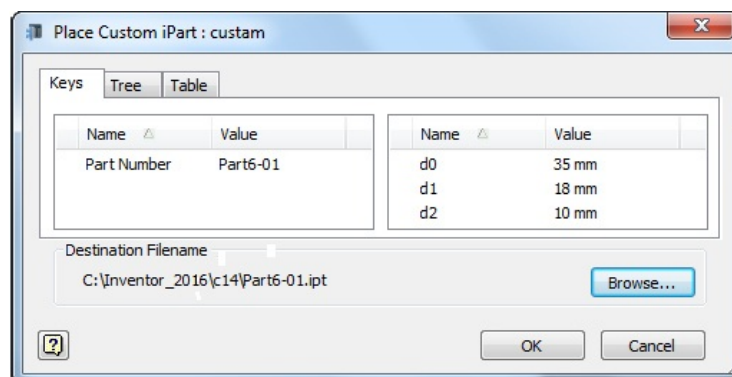 Place Custom iPart : custam
Keys Tree Table
Name Value Name Value
Part Number Part6-01 d0 35 mm
d1 18 mm
d2 10 mm
Destination Filename
C:\Inventor_2016\c14\Part6-01.ipt Browse...
? OK Cancel